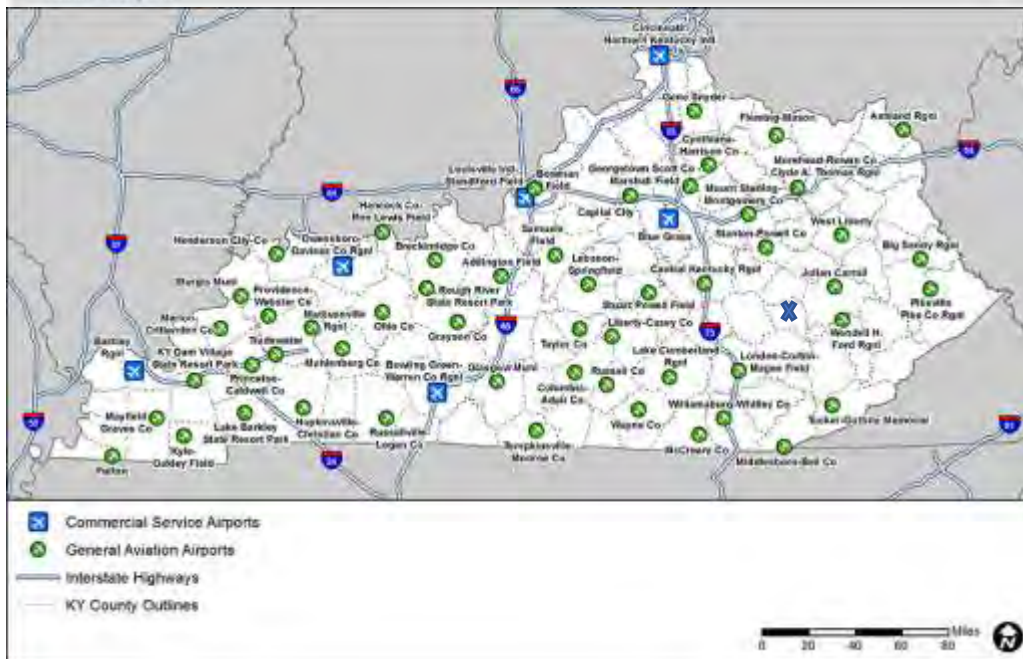 Cincinnati
Northern Kentucky Intl
Gene Snyder
Fleming-Mason
Ashland Rgnl
Cynthiana-
Harrison Co
65
75
64
Georgetown Scott Co
Marshall Field
Morehead-Rowan Co
Clyde A. Thomas Rgnl
Louisville Intl-
Standiford Field
Bowman
Field
64
Mount Sterling-
Montgomery Co
Hancock Co-
Ron Lewis Field
Capital City
Blue Grass
West Liberty
Henderson City-Co
Owensboro-
Daviess Co Rgnl
Breckinridge Co
Samuels
Field
Stanton-Powell Co
Big Sandy Rgnl
57
Addington Field
Lebanon-
Springfield
Central Kentucky Rgnl
Julian Carroll
Sturgis Muni
Providence-
Webster Co
Rough River
State Resort Park
Stuart Powell Field
Pikeville
Pike Co Rgnl
Marion-
Crittenden Co
Madisonville
Rgnl
Ohio Co
Grayson Co
65
Liberty-Casey Co
75
Wendell H.
Ford Rgnl
Barkley
Rgnl
KY Dam Village
State Resort Park
Tradewater
Muhlenberg Co
Bowling Green-
Warren Co Rgnl
Glasgow Muni
Taylor Co
Russell Co
Lake Cumberland
Rgnl
London-Corbin-
Magee Field
Princeton-
Caldwell Co
Columbia-
Adair Co
Mayfield
Graves Co
Lake Barkley
State Resort Park
Hopkinsville-
Christian Co
Russellville-
Logan Co
Wayne Co
Williamsburg-Whitley Co
Tucker-Guthrie Memorial
Kyle-
Oakley Field
Tompkinsville-
Monroe Co
McCreary Co
Middlesboro-Bell Co
Fulton
24
81
Commercial Service Airports
General Aviation Airports
Interstate Highways
KY County Outlines
Miles
0 20 40 60 80
N